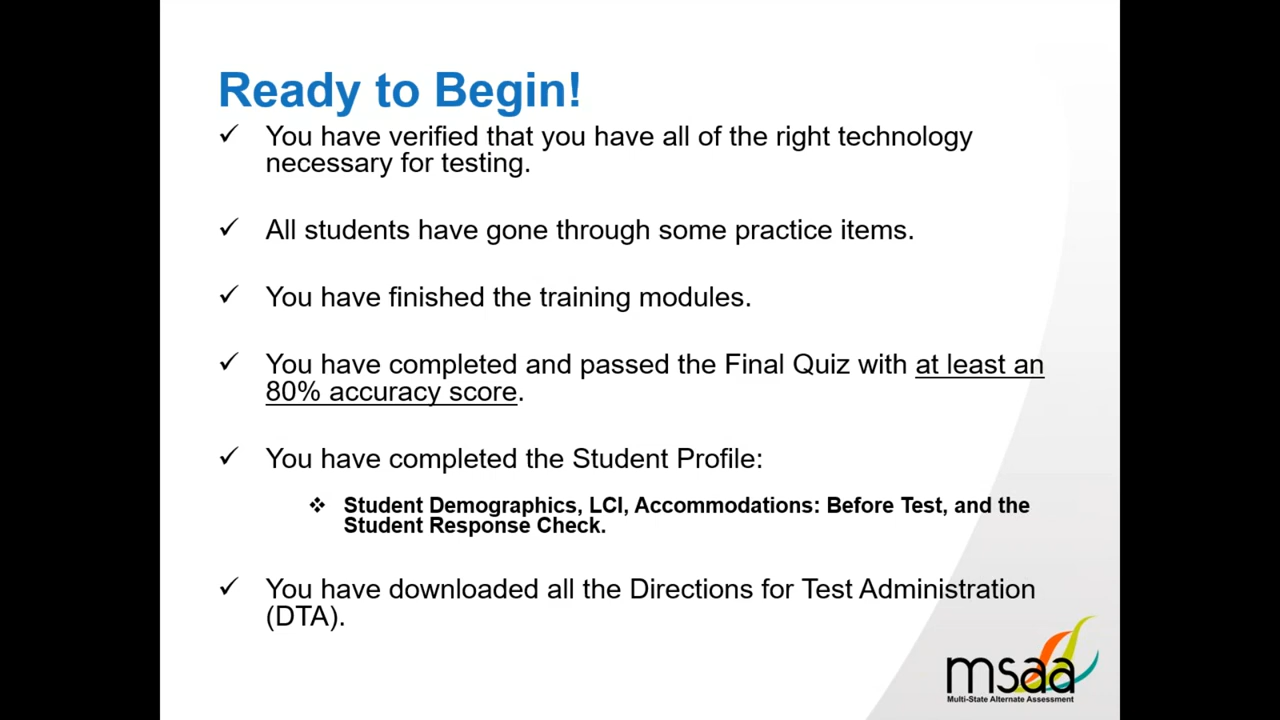 Ready to Begin!
✓ You have verified that you have all of the right technology
necessary for testing.
✓ All students have gone through some practice items.
✓ You have finished the training modules.
✓ You have completed and passed the Final Quiz with at least an
80% accuracy score.
✓ You have completed the Student Profile:
❖ Student Demographics, LCI, Accommodations: Before Test, and the
Student Response Check.
✓ You have downloaded all the Directions for Test Administration
(DTA).
msaa
Multi-State Alternate Assessment